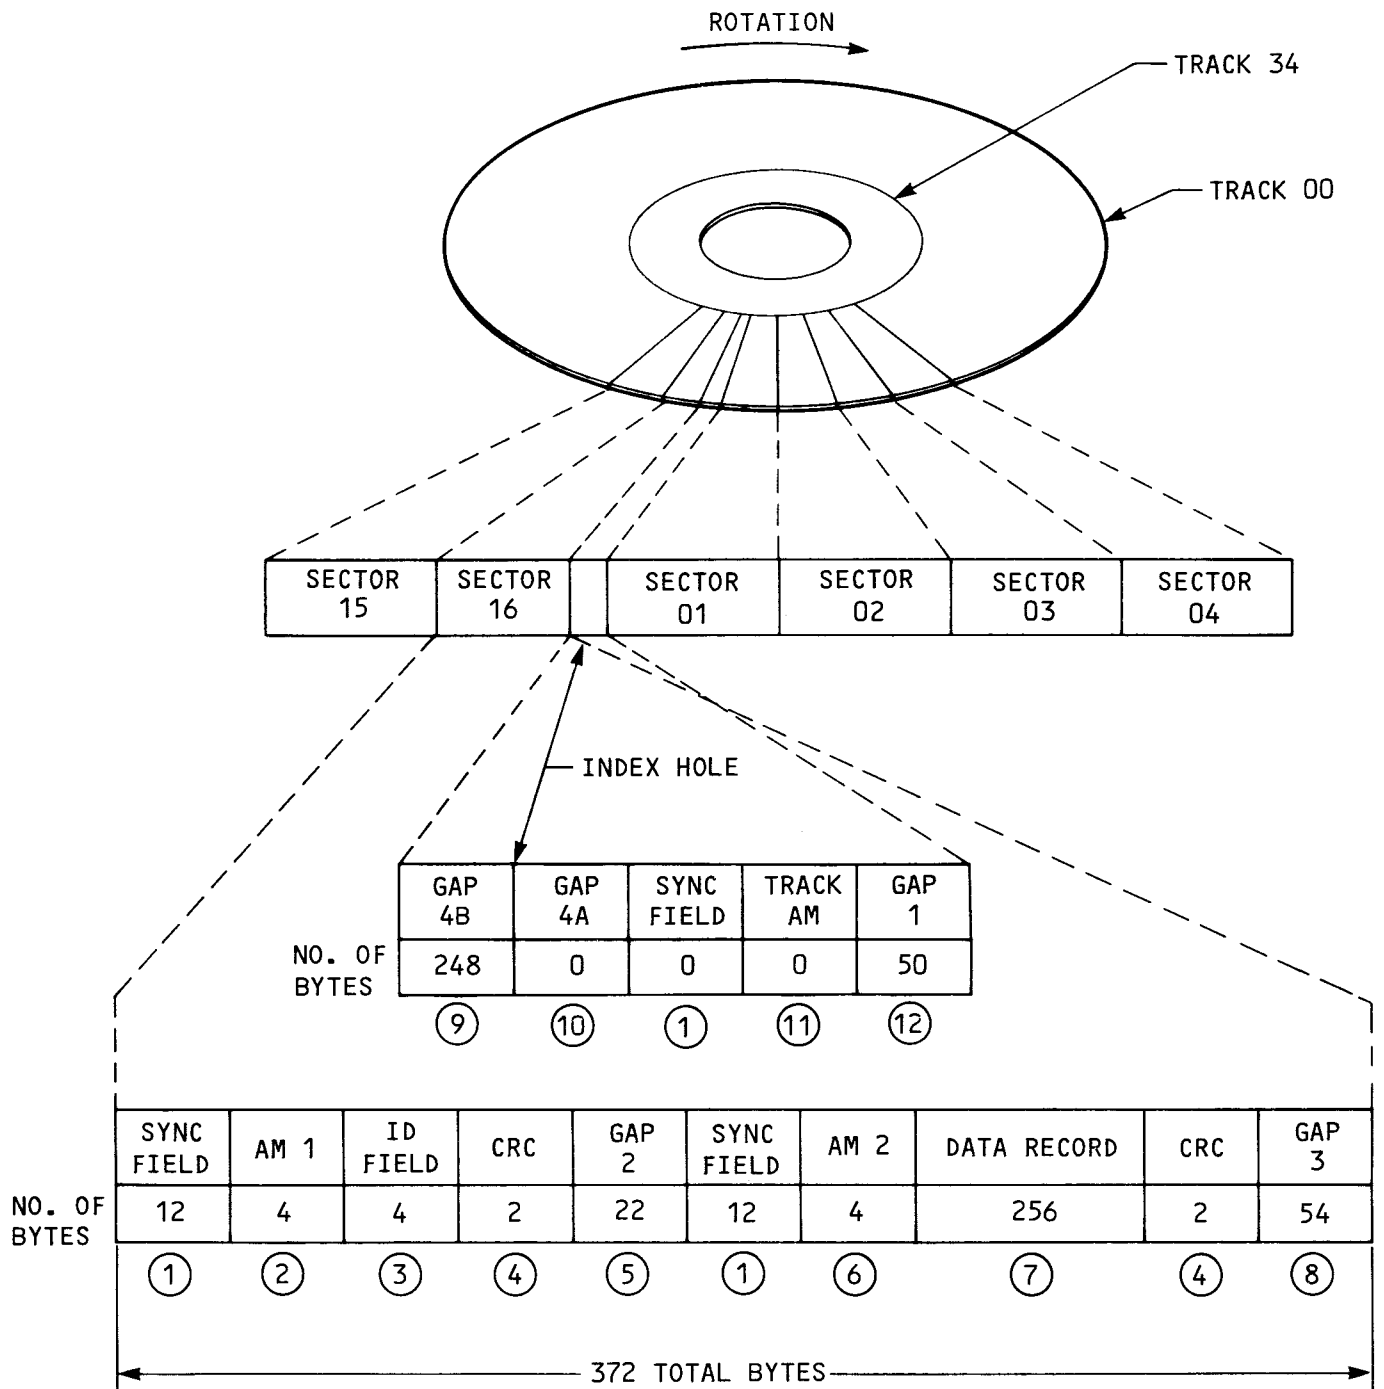 ROTATION
TRACK 34
TRACK 00
SECTOR 15
SECTOR 16
SECTOR 01
SECTOR 02
SECTOR 03
SECTOR 04
INDEX HOLE
GAP 4B
GAP 4A
SYNC FIELD
TRACK AM
GAP 1
NO. OF BYTES
248 0 0 0 50
9 10 1 11 12
SYNC FIELD
AM 1
ID FIELD
CRC
GAP 2
SYNC FIELD
AM 2
DATA RECORD
CRC
GAP 3
NO. OF BYTES
12 4 4 2 22 12 4 256 2 54
1 2 3 4 5 1 6 7 4 8
372 TOTAL BYTES